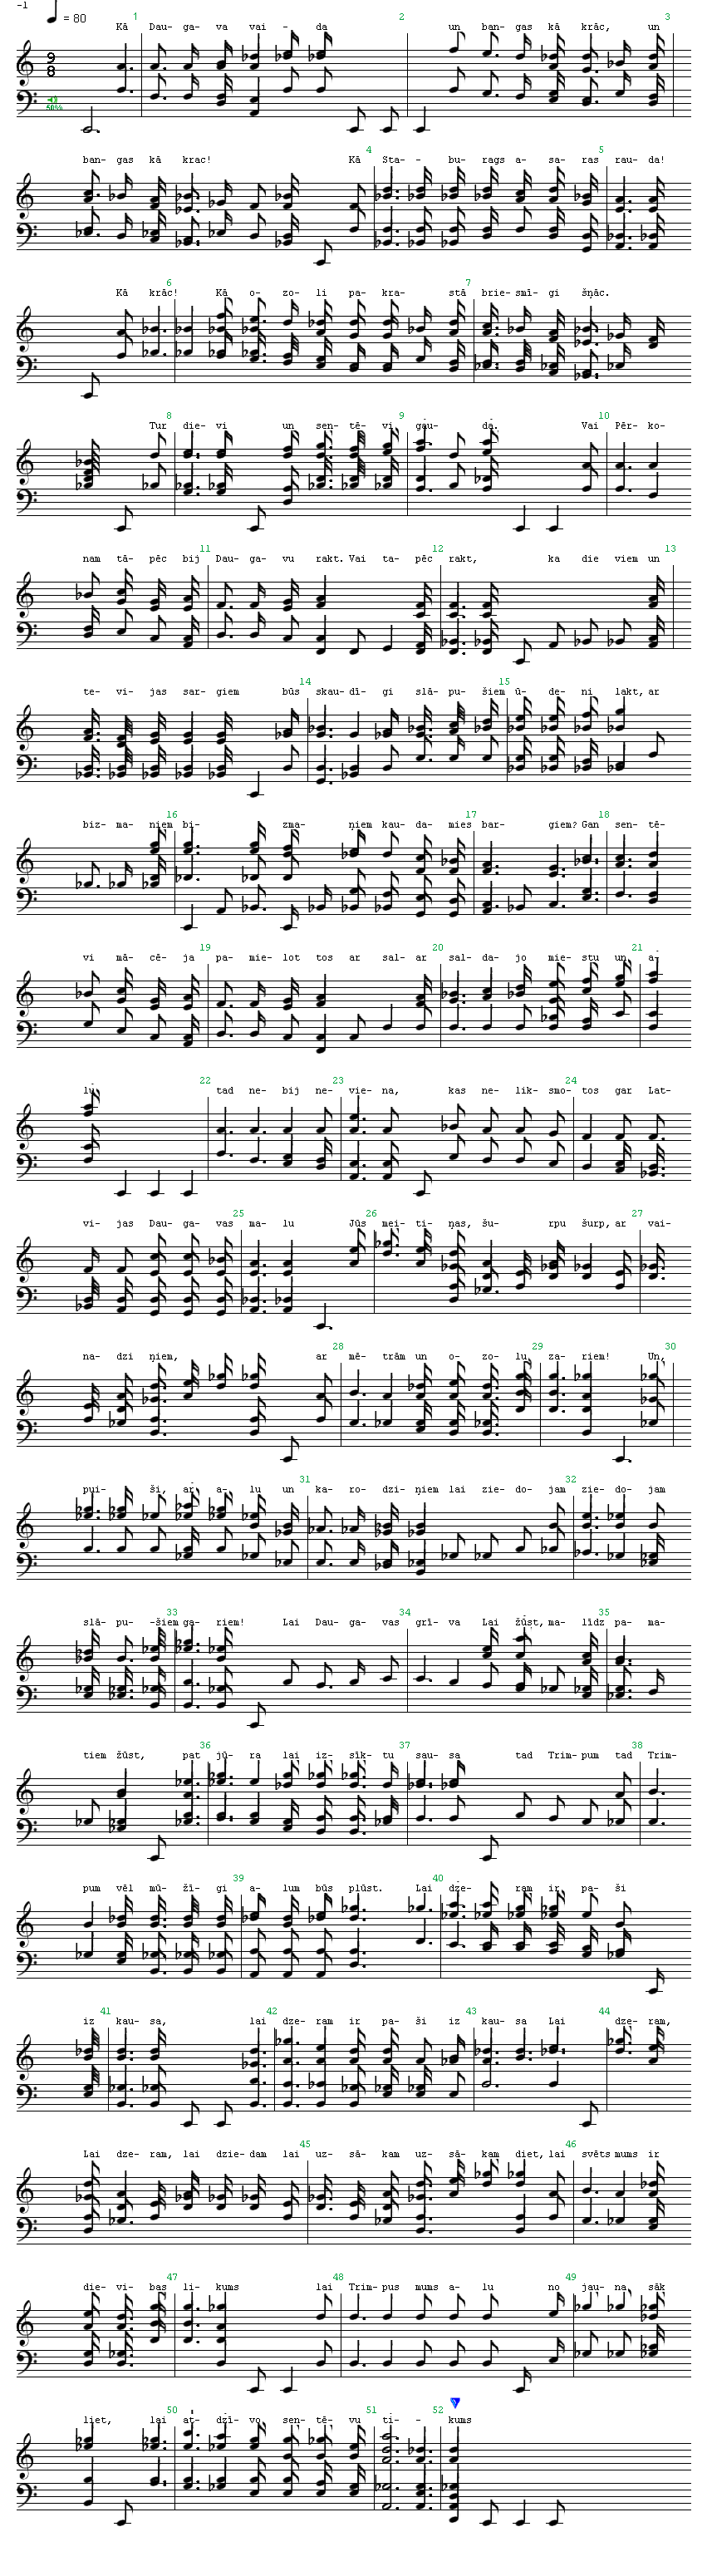 -1
= 80
1 2 3
Kā Dau- ga- va vai - da un ban- gas kā krāc, un
9
8
50%
4 5
ban- gas kā krac! Kā Sta- - bu- rags a- sa- ras rau- da!
6 7
Kā krāc! Kā o- zo- li pa- kra- stā brie- smī- gi šņāc.
8 9 10
Tur die- vi un sen- tē- vi gau- da. Vai Pēr- ko-
11 12 13
nam tā- pēc bij Dau- ga- vu rakt. Vai ta- pēc rakt, ka die viem un
14 15
te- vi- jas sar- giem būs skau- dī- gi slā- pu- šiem ū- de- ni lakt, ar
16 17 18
biz- ma- ņiem bi- zma- ņiem kau- da- mies bar- giem? Gan sen- tē-
19 20 21
vi mā- cē- ja pa- mie- lot tos ar sal- ar sal- da- jo mie- stu un a-
22 23 24
lu, tad ne- bij ne- vie- na, kas ne- lik- smo- tos gar Lat-
25 26 27
vi- jas Dau- ga- vas ma- lu Jūs mei- ti- ņas, šu- rpu šurp, ar vai-
28 29 30
na- dzi ņiem, ar mē- trām un o- zo- lu za- riem! Un,
31 32
pui- ši, ar a- lu un ka- ro- dzi- ņiem lai zie- do- jam zie- do- jam
33 34 35
slā- pu- -šiem ga- riem! Lai Dau- ga- vas grī- va Lai žūst, ma- līdz pa- ma-
36 37 38
tiem žūst, pat jū- ra lai iz- sīk- tu sau- sa tad Trim- pum tad Trim-
39 40
pum vēl mū- žī- gi a- lum būs plūst. Lai dze- ram ir pa- ši
41 42 43 44
iz kau- sa, lai dze- ram ir pa- ši iz kau- sa Lai dze- ram,
45 46
Lai dze- ram, lai dzie- dam lai uz- sā- kam uz- sā- kam diet, lai svēts mums ir
47 48 49
die- vi- bas li- kums lai Trim- pus mums a- lu no jau- na, sāk
50 51 52
liet, lai at- dzī- vo sen- tē- vu ti- - kums